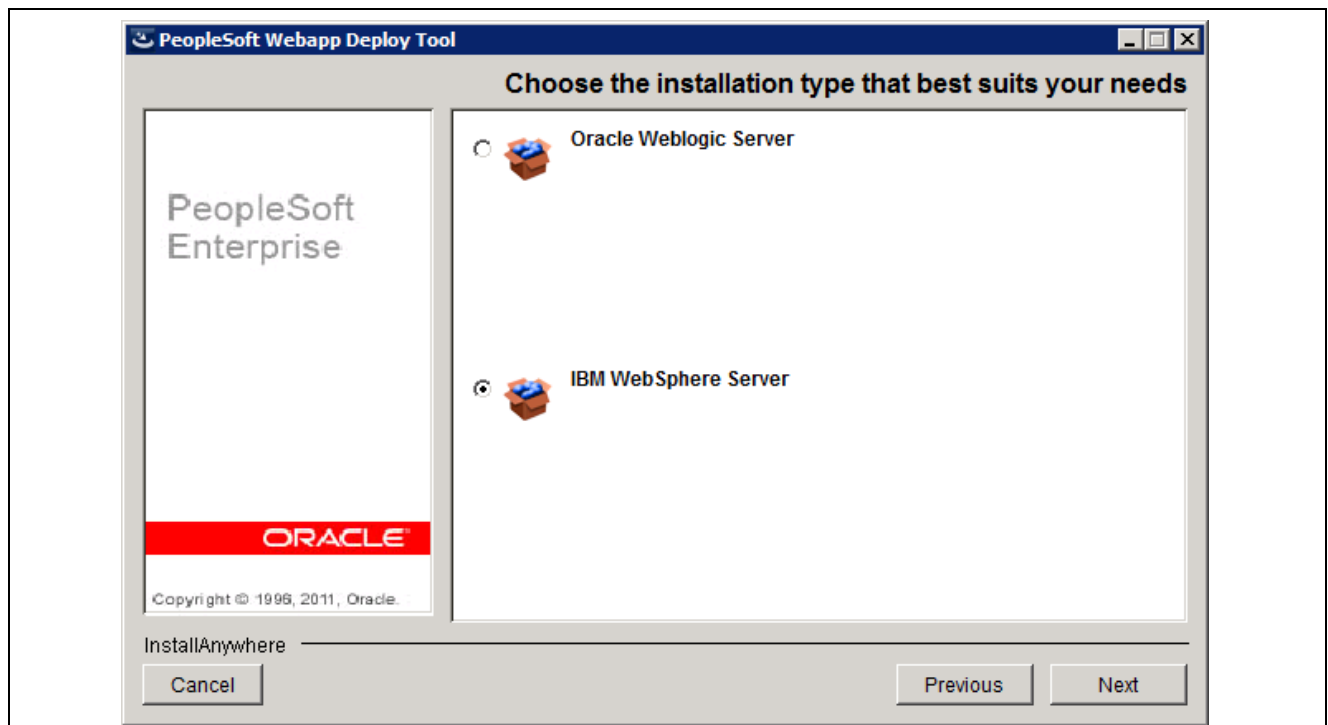 PeopleSoft Webapp Deploy Tool
Choose the installation type that best suits your needs
PeopleSoft
Enterprise
ORACLE
Copyright © 1996, 2011, Oracle.
Oracle Weblogic Server
IBM WebSphere Server
InstallAnywhere
Cancel
Previous
Next